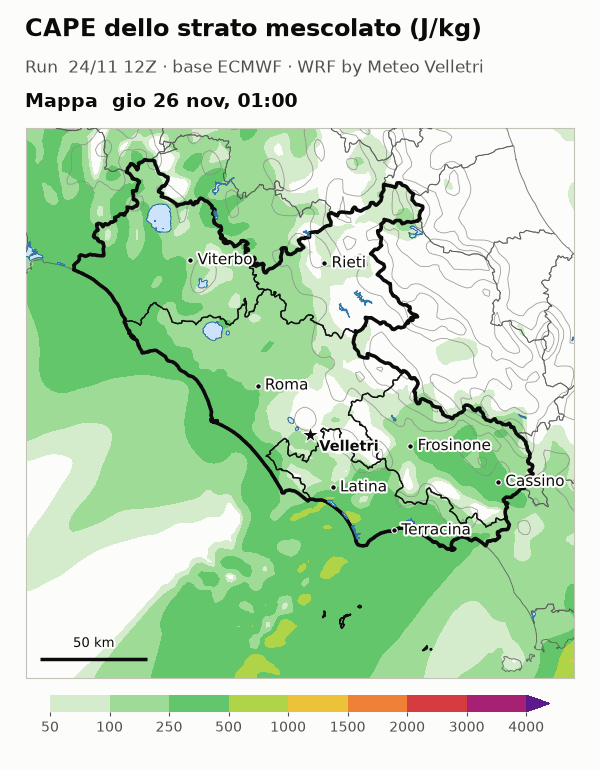 CAPE dello strato mescolato (J/kg)
Run  24/11 12Z · base ECMWF · WRF by Meteo Velletri
Mappa  gio 26 nov, 01:00
Viterbo
Rieti
Roma
Velletri
Frosinone
Cassino
Latina
Terracina
50 km
50 100 250 500 1000 1500 2000 3000 4000